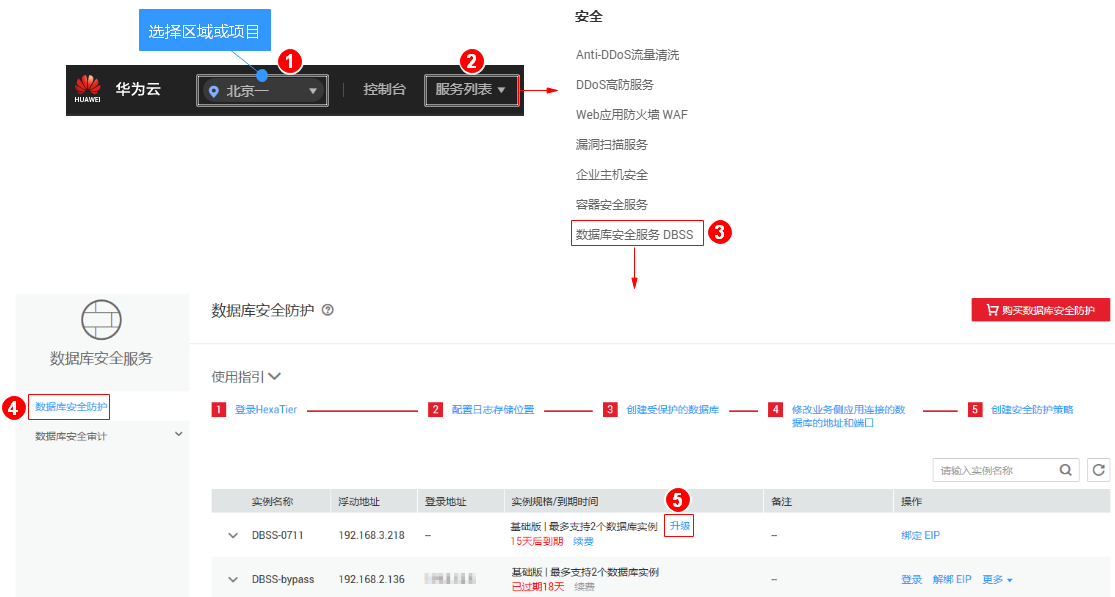 选择区域或项目
1
2
HUAWEI
华为云
北京一
控制台
服务列表
安全
Anti-DDoS流量清洗
DDoS高防服务
Web应用防火墙 WAF
漏洞扫描服务
企业主机安全
容器安全服务
数据库安全服务 DBSS
3
数据库安全服务
4
数据库安全防护
数据库安全审计
数据库安全防护
购买数据库安全防护
使用指引
1 登录HexaTier
2 配置日志存储位置
3 创建受保护的数据库
4 修改业务侧应用连接的数
据库的地址和端口
5 创建安全防护策略
请输入实例名称
5
实例名称 浮动地址 登录地址 实例规格/到期时间 备注 操作
DBSS-0711 192.168.3.218 -- 基础版 | 最多支持2个数据库实例 升级 -- 绑定 EIP
15天后到期 续费
DBSS-bypass 192.168.2.136 基础版 | 最多支持2个数据库实例 -- 登录 解绑 EIP 更多
已过期18天 续费